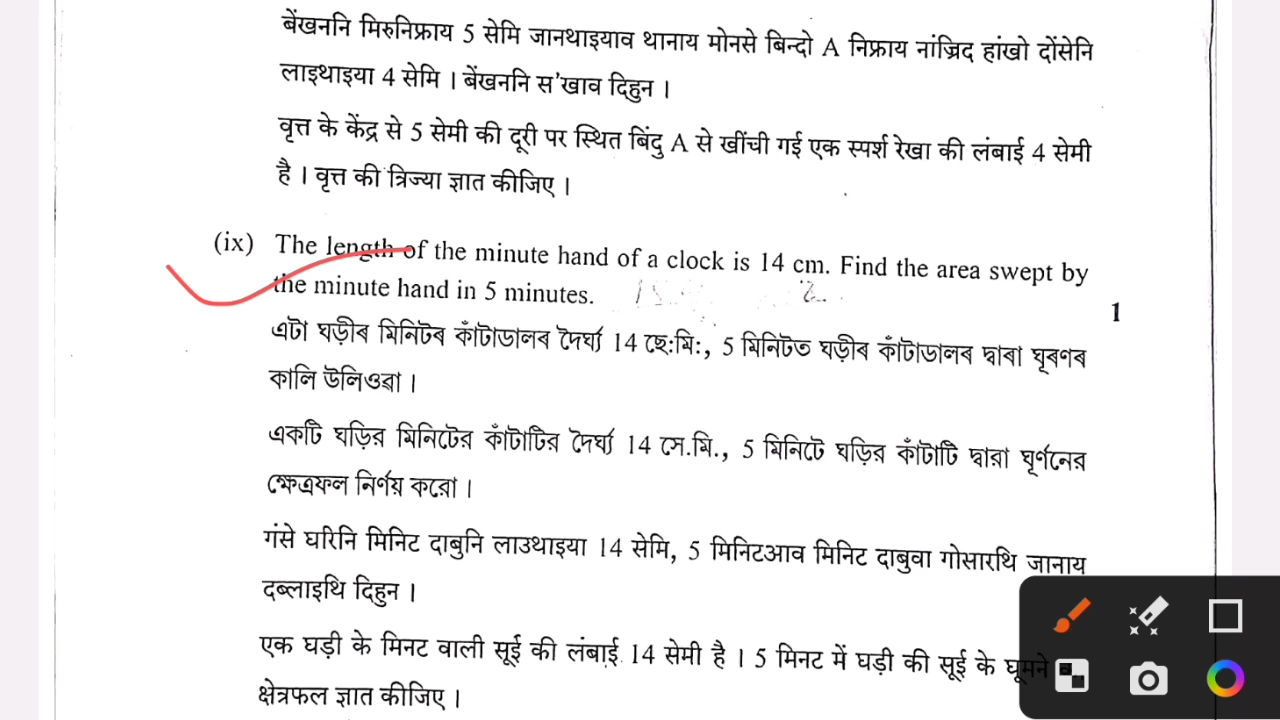 बेंखननि मिरुनिफ्राय 5 सेमि जानथाइयाव थानाय मोनसे बिन्दो A निफ्राय नांज्रिद हांखो दोंसेनि
लाइथाइया 4 सेमि । बेंखननि स'खाव दिहुन ।
वृत्त के केंद्र से 5 सेमी की दूरी पर स्थित बिंदु A से खींची गई एक स्पर्श रेखा की लंबाई 4 सेमी
है । वृत्त की त्रिज्या ज्ञात कीजिए ।
(ix) The length of the minute hand of a clock is 14 cm. Find the area swept by
the minute hand in 5 minutes.
1
এটা ঘড়ীৰ মিনিটৰ কাঁটাডালৰ দৈৰ্ঘ্য 14 ছে:মি:, 5 মিনিটত ঘড়ীৰ কাঁটাডালৰ দ্বাৰা ঘূৰণৰ
কালি উলিওৱা ।
একটি ঘড়ির মিনিটের কাঁটাটির দৈর্ঘ্য 14 সে.মি., 5 মিনিটে ঘড়ির কাঁটাটি দ্বারা ঘূর্ণনের
ক্ষেত্রফল নির্ণয় করো ।
गंसे घरिनि मिनिट दाबुनि लाउथाइया 14 सेमि, 5 मिनिटआव मिनिट दाबुवा गोसारथि जानाय
दब्लाइथि दिहुन ।
एक घड़ी के मिनट वाली सूई की लंबाई 14 सेमी है । 5 मिनट में घड़ी की सूई के घूमने
क्षेत्रफल ज्ञात कीजिए ।